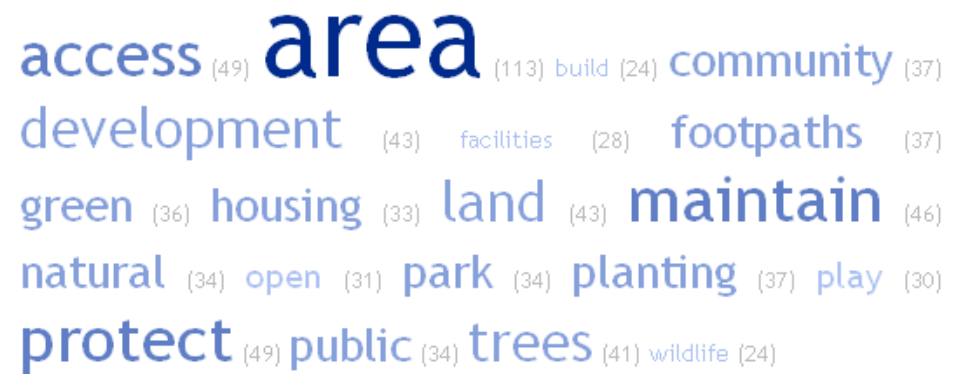 access (49) area (113) build (24) community (37)
development (43) facilities (28) footpaths (37)
green (36) housing (33) land (43) maintain (46)
natural (34) open (31) park (34) planting (37) play (30)
protect (49) public (34) trees (41) wildlife (24)